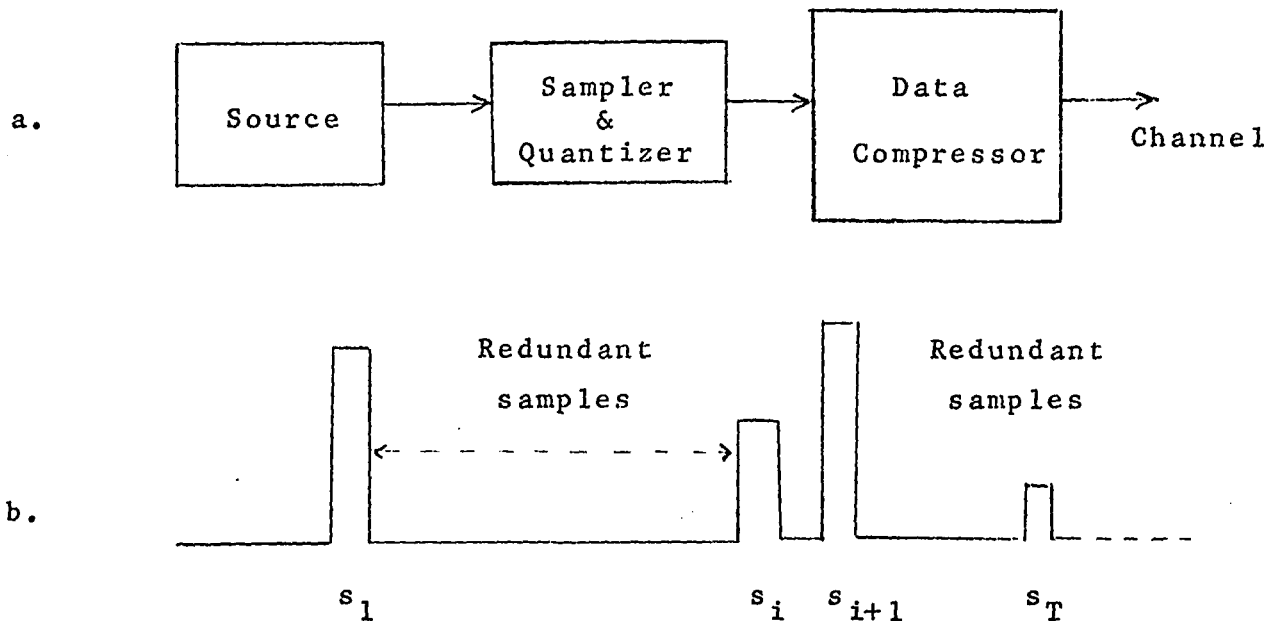 a.
Source
Sampler
&
Quantizer
Data
Compressor
Channel
b.
Redundant
samples
Redundant
samples
s1
si
si+1
sT